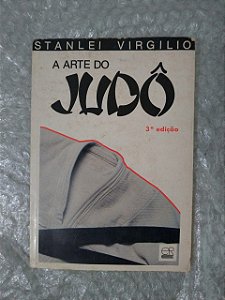 STANLEI VIRGILIO
A ARTE DO
JUDÔ
3ª edição